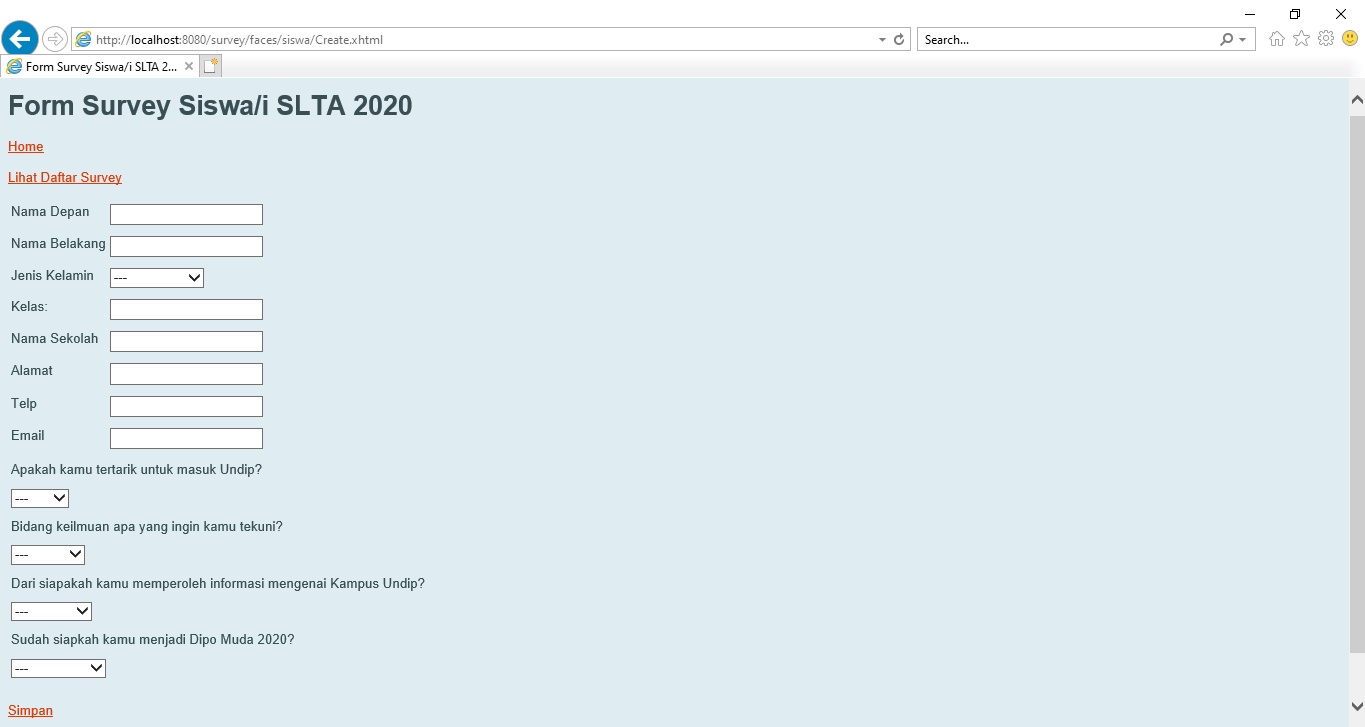 http://localhost:8080/survey/faces/siswa/Create.xhtml
Search...
Form Survey Siswa/i SLTA 2...
Form Survey Siswa/i SLTA 2020
Home
Lihat Daftar Survey
Nama Depan
Nama Belakang
Jenis Kelamin ---
Kelas:
Nama Sekolah
Alamat
Telp
Email
Apakah kamu tertarik untuk masuk Undip?
---
Bidang keilmuan apa yang ingin kamu tekuni?
---
Dari siapakah kamu memperoleh informasi mengenai Kampus Undip?
---
Sudah siapkah kamu menjadi Dipo Muda 2020?
---
Simpan